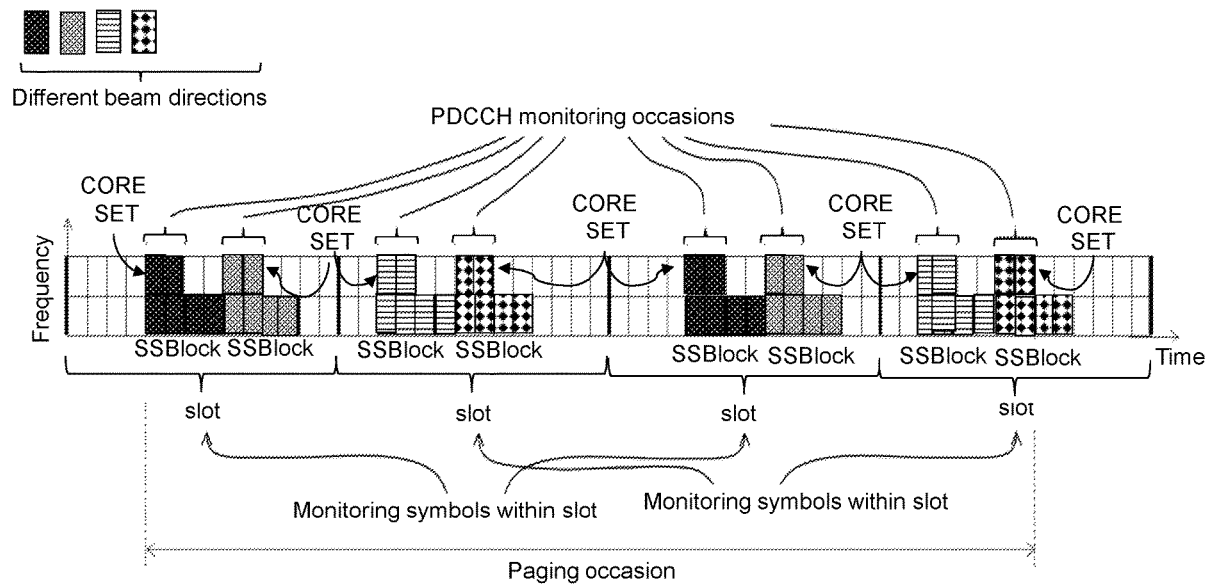 Different beam directions
PDCCH monitoring occasions
CORE
SET
CORE
SET
CORE
SET
CORE
SET
CORE
SET
Frequency
SSBlock SSBlock
SSBlock SSBlock
SSBlock SSBlock
SSBlock SSBlock
Time
slot
slot
slot
slot
Monitoring symbols within slot
Monitoring symbols within slot
Paging occasion